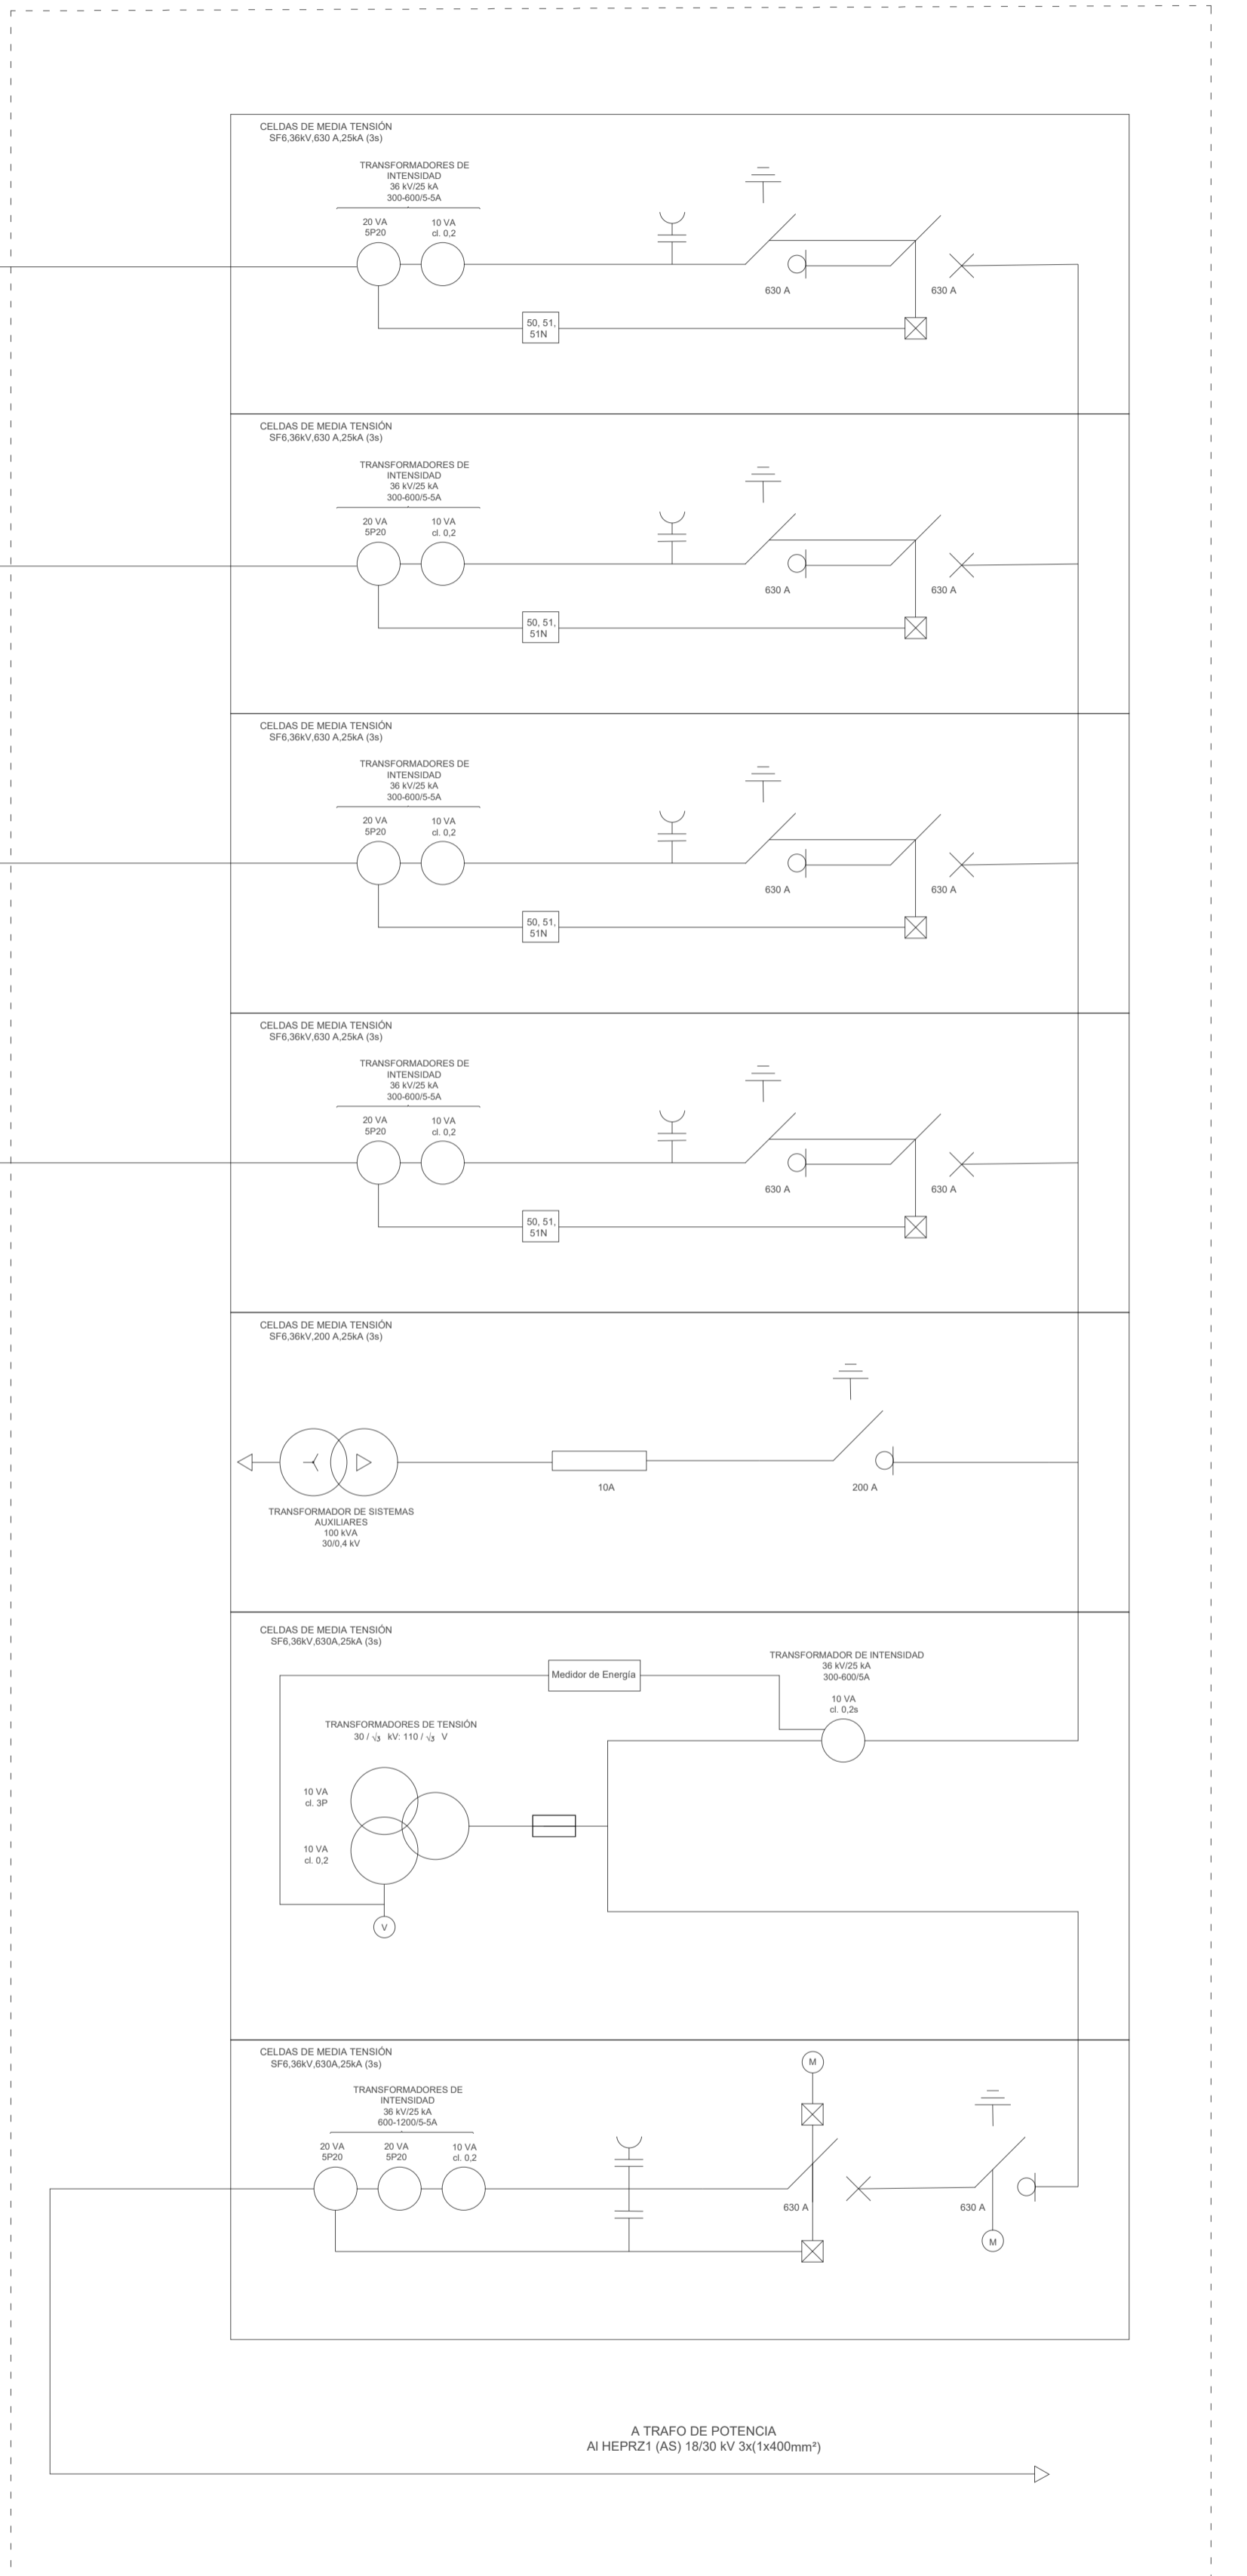 CELDAS DE MEDIA TENSIÓN
SF6,36kV,630 A,25kA (3s)
TRANSFORMADORES DE
INTENSIDAD
36 kV/25 kA
300-600/5-5A
20 VA 10 VA
5P20 cl. 0,2
630 A 630 A
50, 51,
51N
CELDAS DE MEDIA TENSIÓN
SF6,36kV,630 A,25kA (3s)
TRANSFORMADORES DE
INTENSIDAD
36 kV/25 kA
300-600/5-5A
20 VA 10 VA
5P20 cl. 0,2
630 A 630 A
50, 51,
51N
CELDAS DE MEDIA TENSIÓN
SF6,36kV,630 A,25kA (3s)
TRANSFORMADORES DE
INTENSIDAD
36 kV/25 kA
300-600/5-5A
20 VA 10 VA
5P20 cl. 0,2
630 A 630 A
50, 51,
51N
CELDAS DE MEDIA TENSIÓN
SF6,36kV,630 A,25kA (3s)
TRANSFORMADORES DE
INTENSIDAD
36 kV/25 kA
300-600/5-5A
20 VA 10 VA
5P20 cl. 0,2
630 A 630 A
50, 51,
51N
CELDAS DE MEDIA TENSIÓN
SF6,36kV,200 A,25kA (3s)
10A 200 A
TRANSFORMADOR DE SISTEMAS
AUXILIARES
100 kVA
30/0,4 kV
CELDAS DE MEDIA TENSIÓN
SF6,36kV,630A,25kA (3s)
TRANSFORMADOR DE INTENSIDAD
36 kV/25 kA
300-600/5A
Medidor de Energía
10 VA
cl. 0,2s
TRANSFORMADORES DE TENSIÓN
30 / √3 kV: 110 / √3 V
10 VA
cl. 3P
10 VA
cl. 0,2
V
CELDAS DE MEDIA TENSIÓN
SF6,36kV,630A,25kA (3s)
M
TRANSFORMADORES DE
INTENSIDAD
36 kV/25 kA
600-1200/5-5A
20 VA 20 VA 10 VA
5P20 5P20 cl. 0,2
630 A 630 A
M
A TRAFO DE POTENCIA
Al HEPRZ1 (AS) 18/30 kV 3x(1x400mm²)